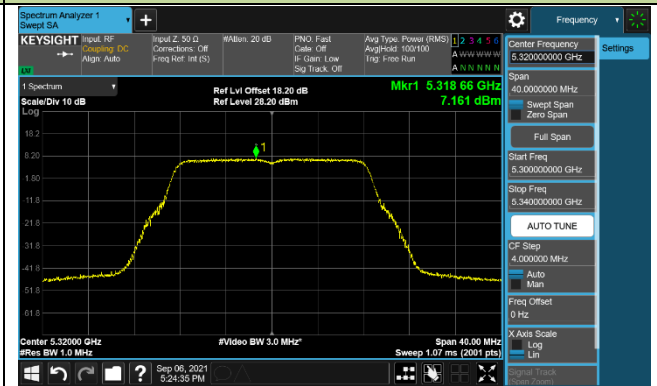 Spectrum Analyzer 1
Swept SA
+
Frequency
KEYSIGHT
Input: RF
Coupling: DC
Align: Auto
Input Z: 50 Ω
Corrections: Off
Freq Ref: Int (S)
#Atten: 20 dB
PNO: Fast
Gate: Off
IF Gain: Low
Sig Track: Off
Avg Type: Power (RMS)
Avg|Hold: 100/100
Trig: Free Run
1 2 3 4 5 6
A W W W W W
A N N N N N
LXI
Center Frequency
5.320000000 GHz
Settings
Span
40.0000000 MHz
Swept Span
Zero Span
Full Span
Start Freq
5.300000000 GHz
Stop Freq
5.340000000 GHz
AUTO TUNE
CF Step
4.000000 MHz
Auto
Man
Freq Offset
0 Hz
X Axis Scale
Log
Lin
Signal Track
(Span Zoom)
1 Spectrum
Scale/Div 10 dB
Log
Ref Lvl Offset 18.20 dB
Ref Level 28.20 dBm
Mkr1 5.318 66 GHz
7.161 dBm
18.2
8.20
1
-1.80
-11.8
-21.8
-31.8
-41.8
-51.8
-61.8
Center 5.32000 GHz
#Res BW 1.0 MHz
#Video BW 3.0 MHz*
Span 40.00 MHz
Sweep 1.07 ms (2001 pts)
?
Sep 06, 2021
5:24:35 PM